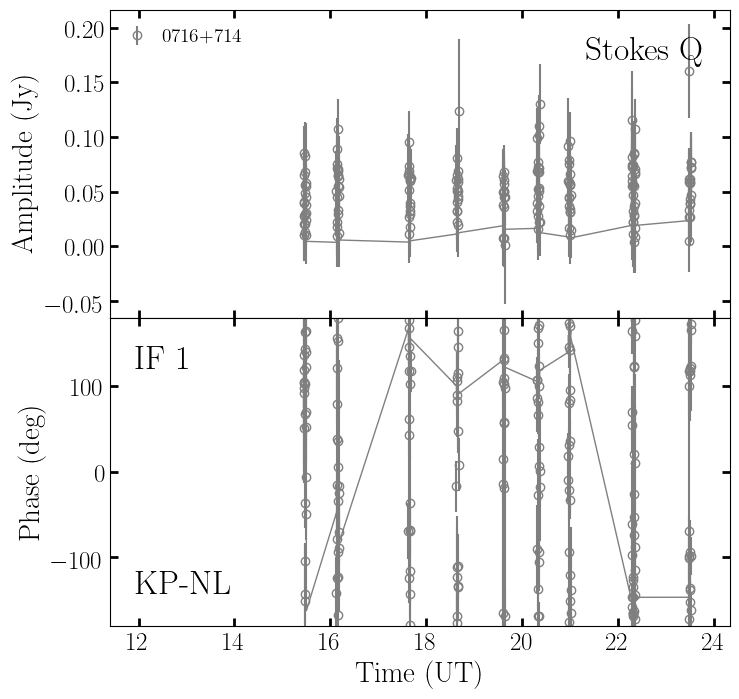 0.20
0716+714
Stokes Q
0.15
0.10
0.05
0.00
−0.05
Amplitude (Jy)
IF 1
100
0
−100
Phase (deg)
KP-NL
12 14 16 18 20 22 24
Time (UT)